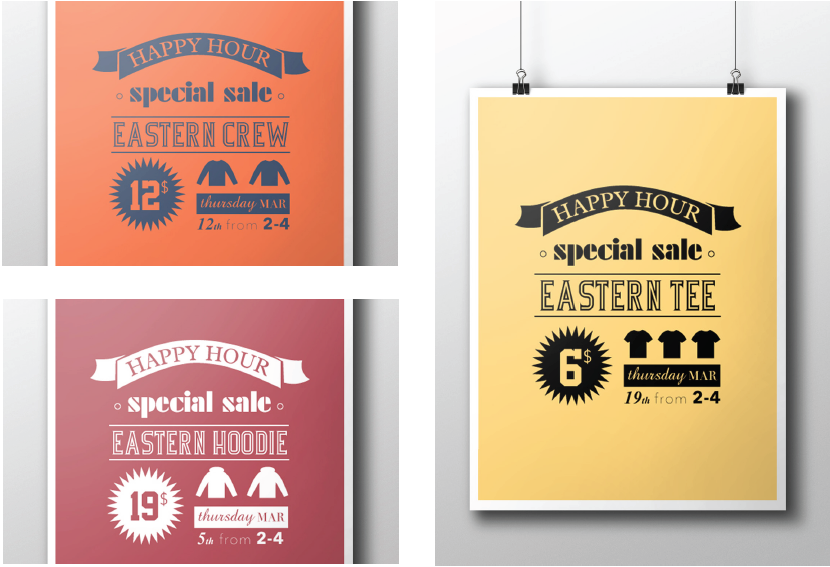 HAPPY HOUR
special sale
EASTERN CREW
12$
thursday MAR
12th from 2-4
HAPPY HOUR
special sale
EASTERN HOODIE
19$
thursday MAR
5th from 2-4
HAPPY HOUR
special sale
EASTERN TEE
6$
thursday MAR
19th from 2-4